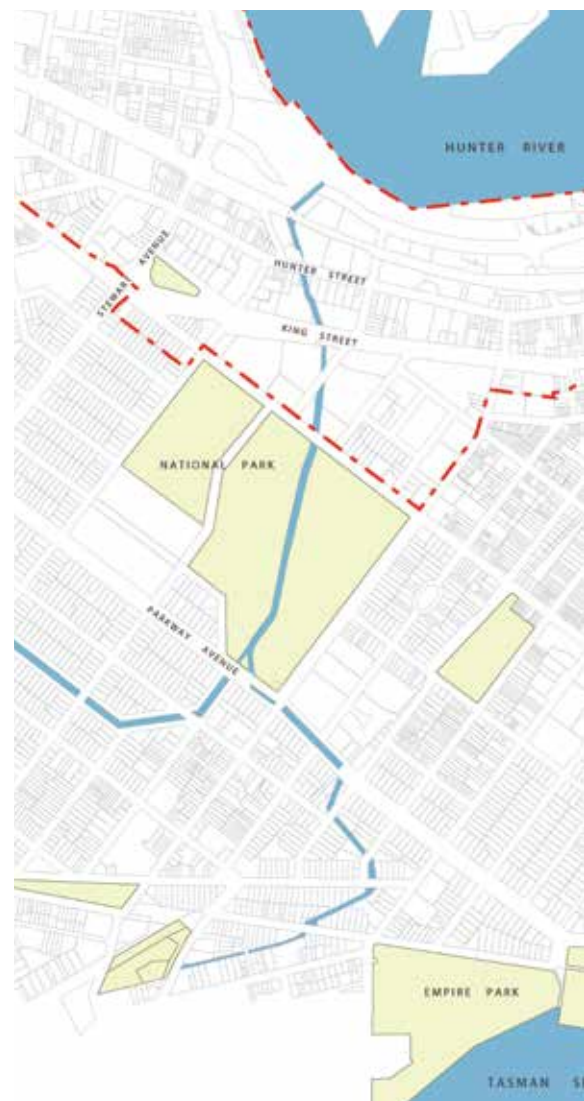 HUNTER RIVER
STEWART AVENUE
HUNTER STREET
KING STREET
NATIONAL PARK
PARKWAY AVENUE
EMPIRE PARK
TASMAN